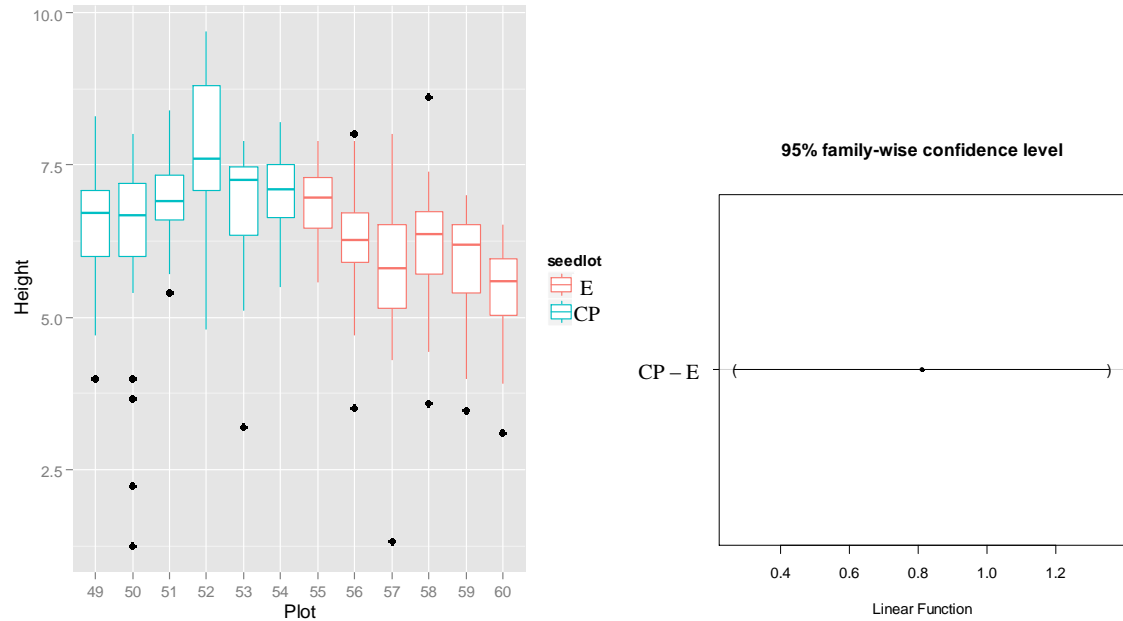 10.0
7.5
5.0
2.5
Height
49 50 51 52 53 54 55 56 57 58 59 60
Plot
seedlot
E
CP
95% family-wise confidence level
CP – E
0.4 0.6 0.8 1.0 1.2
Linear Function